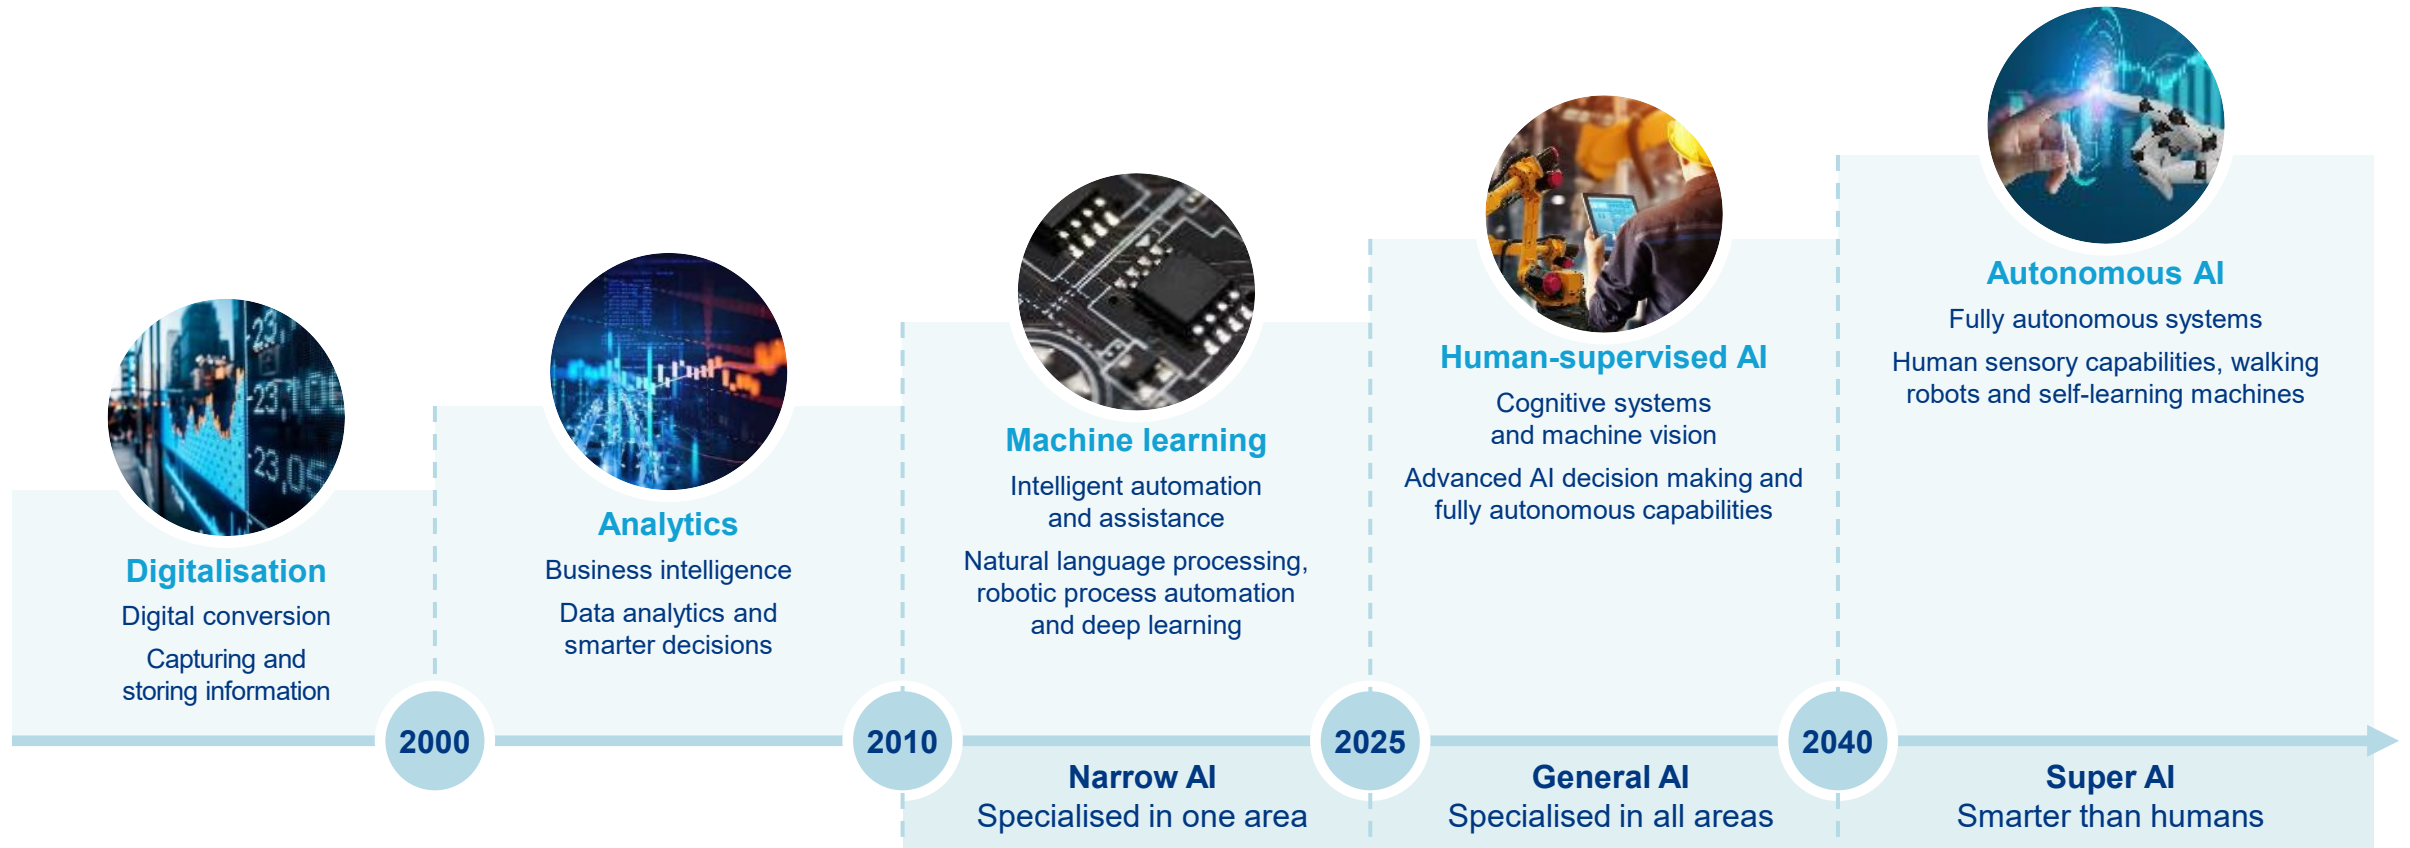 Digitalisation
Digital conversion
Capturing and
storing information
Analytics
Business intelligence
Data analytics and
smarter decisions
Machine learning
Intelligent automation
and assistance
Natural language processing,
robotic process automation
and deep learning
Human-supervised AI
Cognitive systems
and machine vision
Advanced AI decision making and
fully autonomous capabilities
Autonomous AI
Fully autonomous systems
Human sensory capabilities, walking
robots and self-learning machines
2000
2010
2025
2040
Narrow AI
Specialised in one area
General AI
Specialised in all areas
Super AI
Smarter than humans